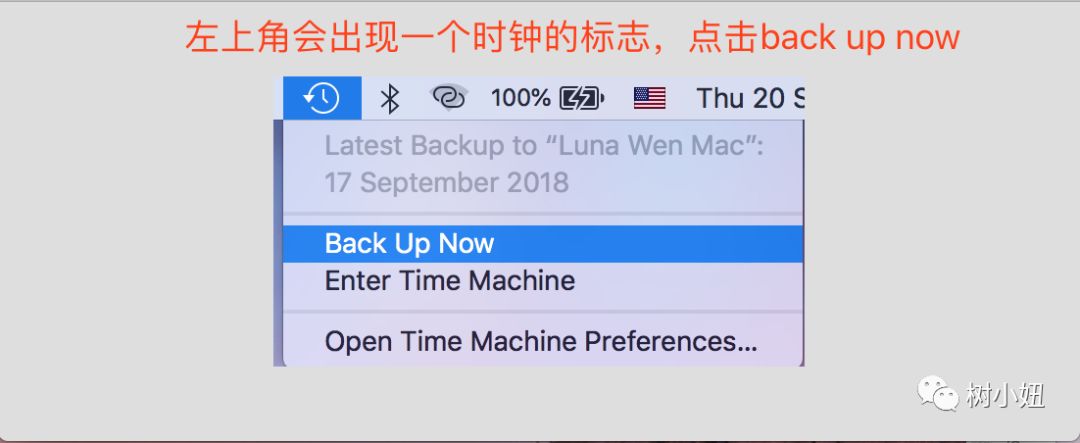 左上角会出现一个时钟的标志，点击back up now
100% Thu 20 S
Latest Backup to “Luna Wen Mac”:
17 September 2018
Back Up Now
Enter Time Machine
Open Time Machine Preferences...
树小妞